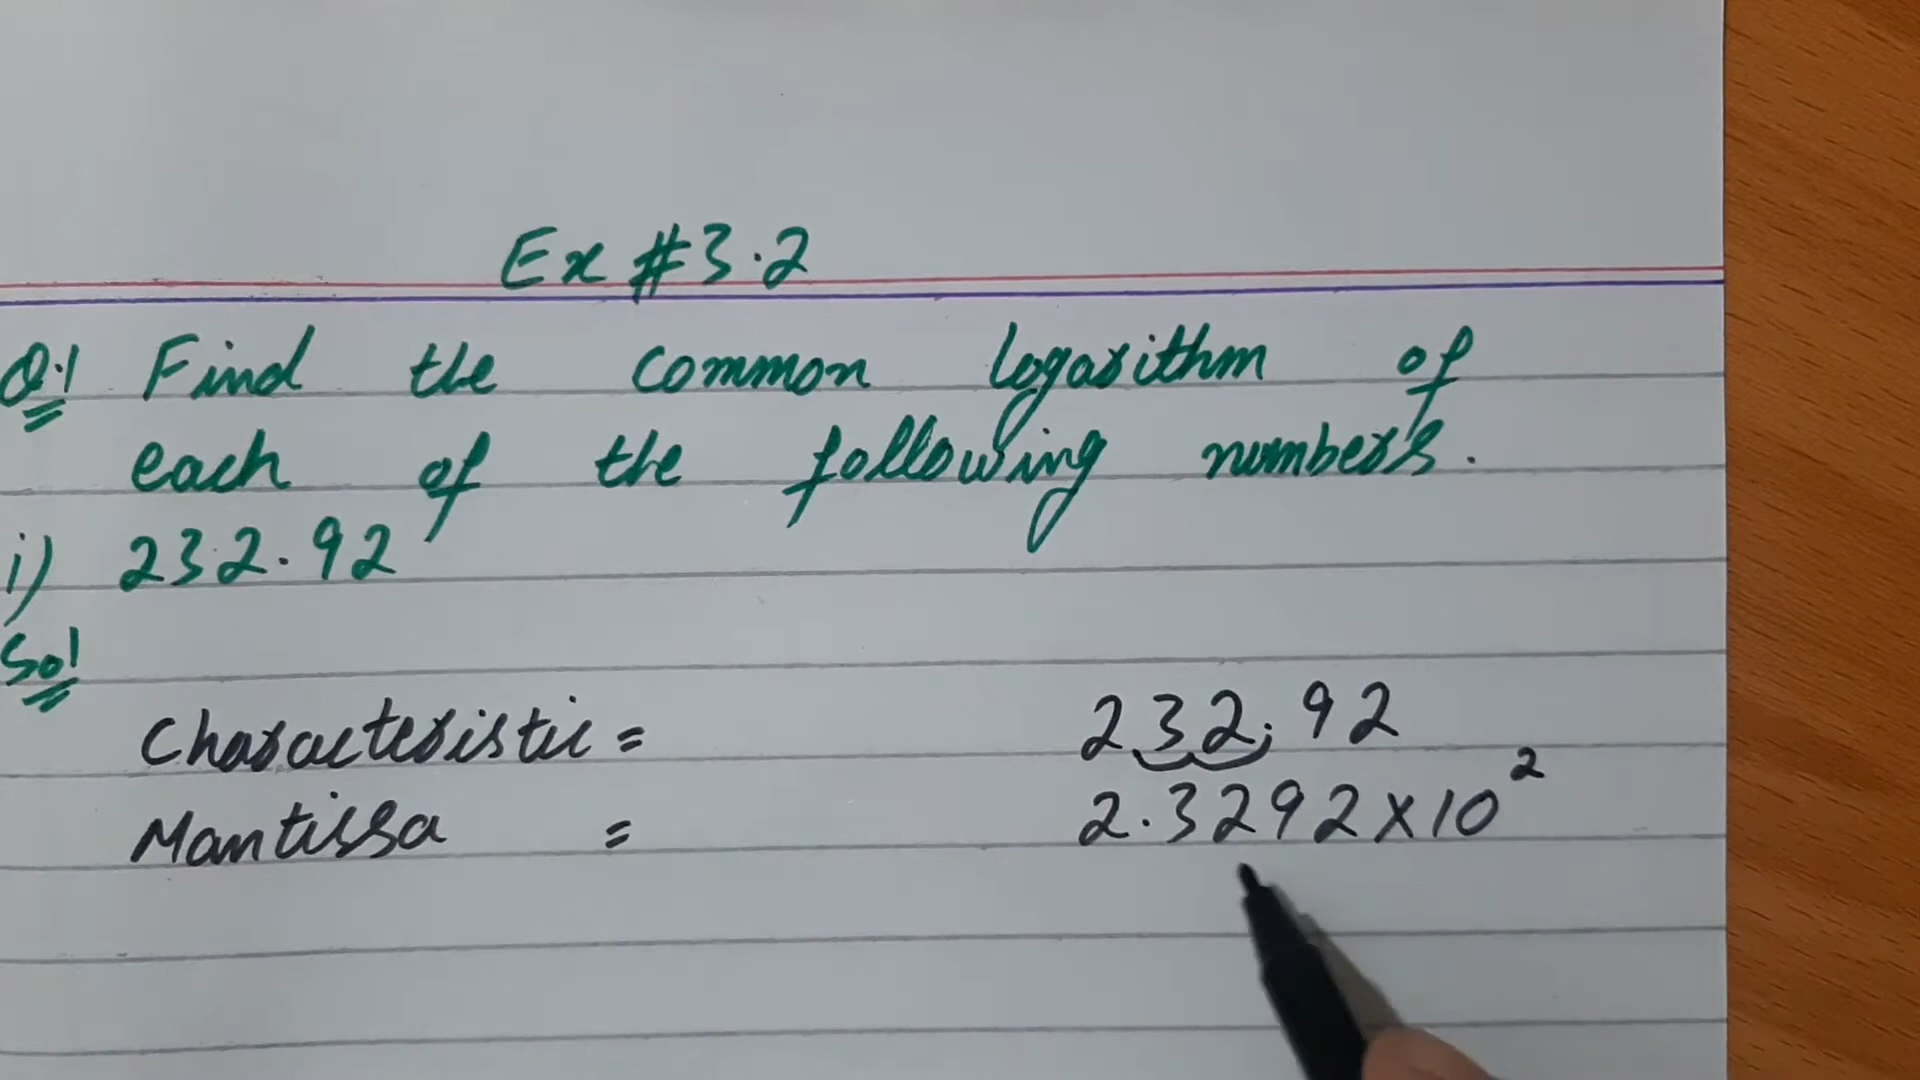 Ex #3.2
Q.1 Find the common logarithm of
each of the following numbers.
i) 232.92
Sol
Characteristic = 232.92
Mantissa = 2.3292×10²